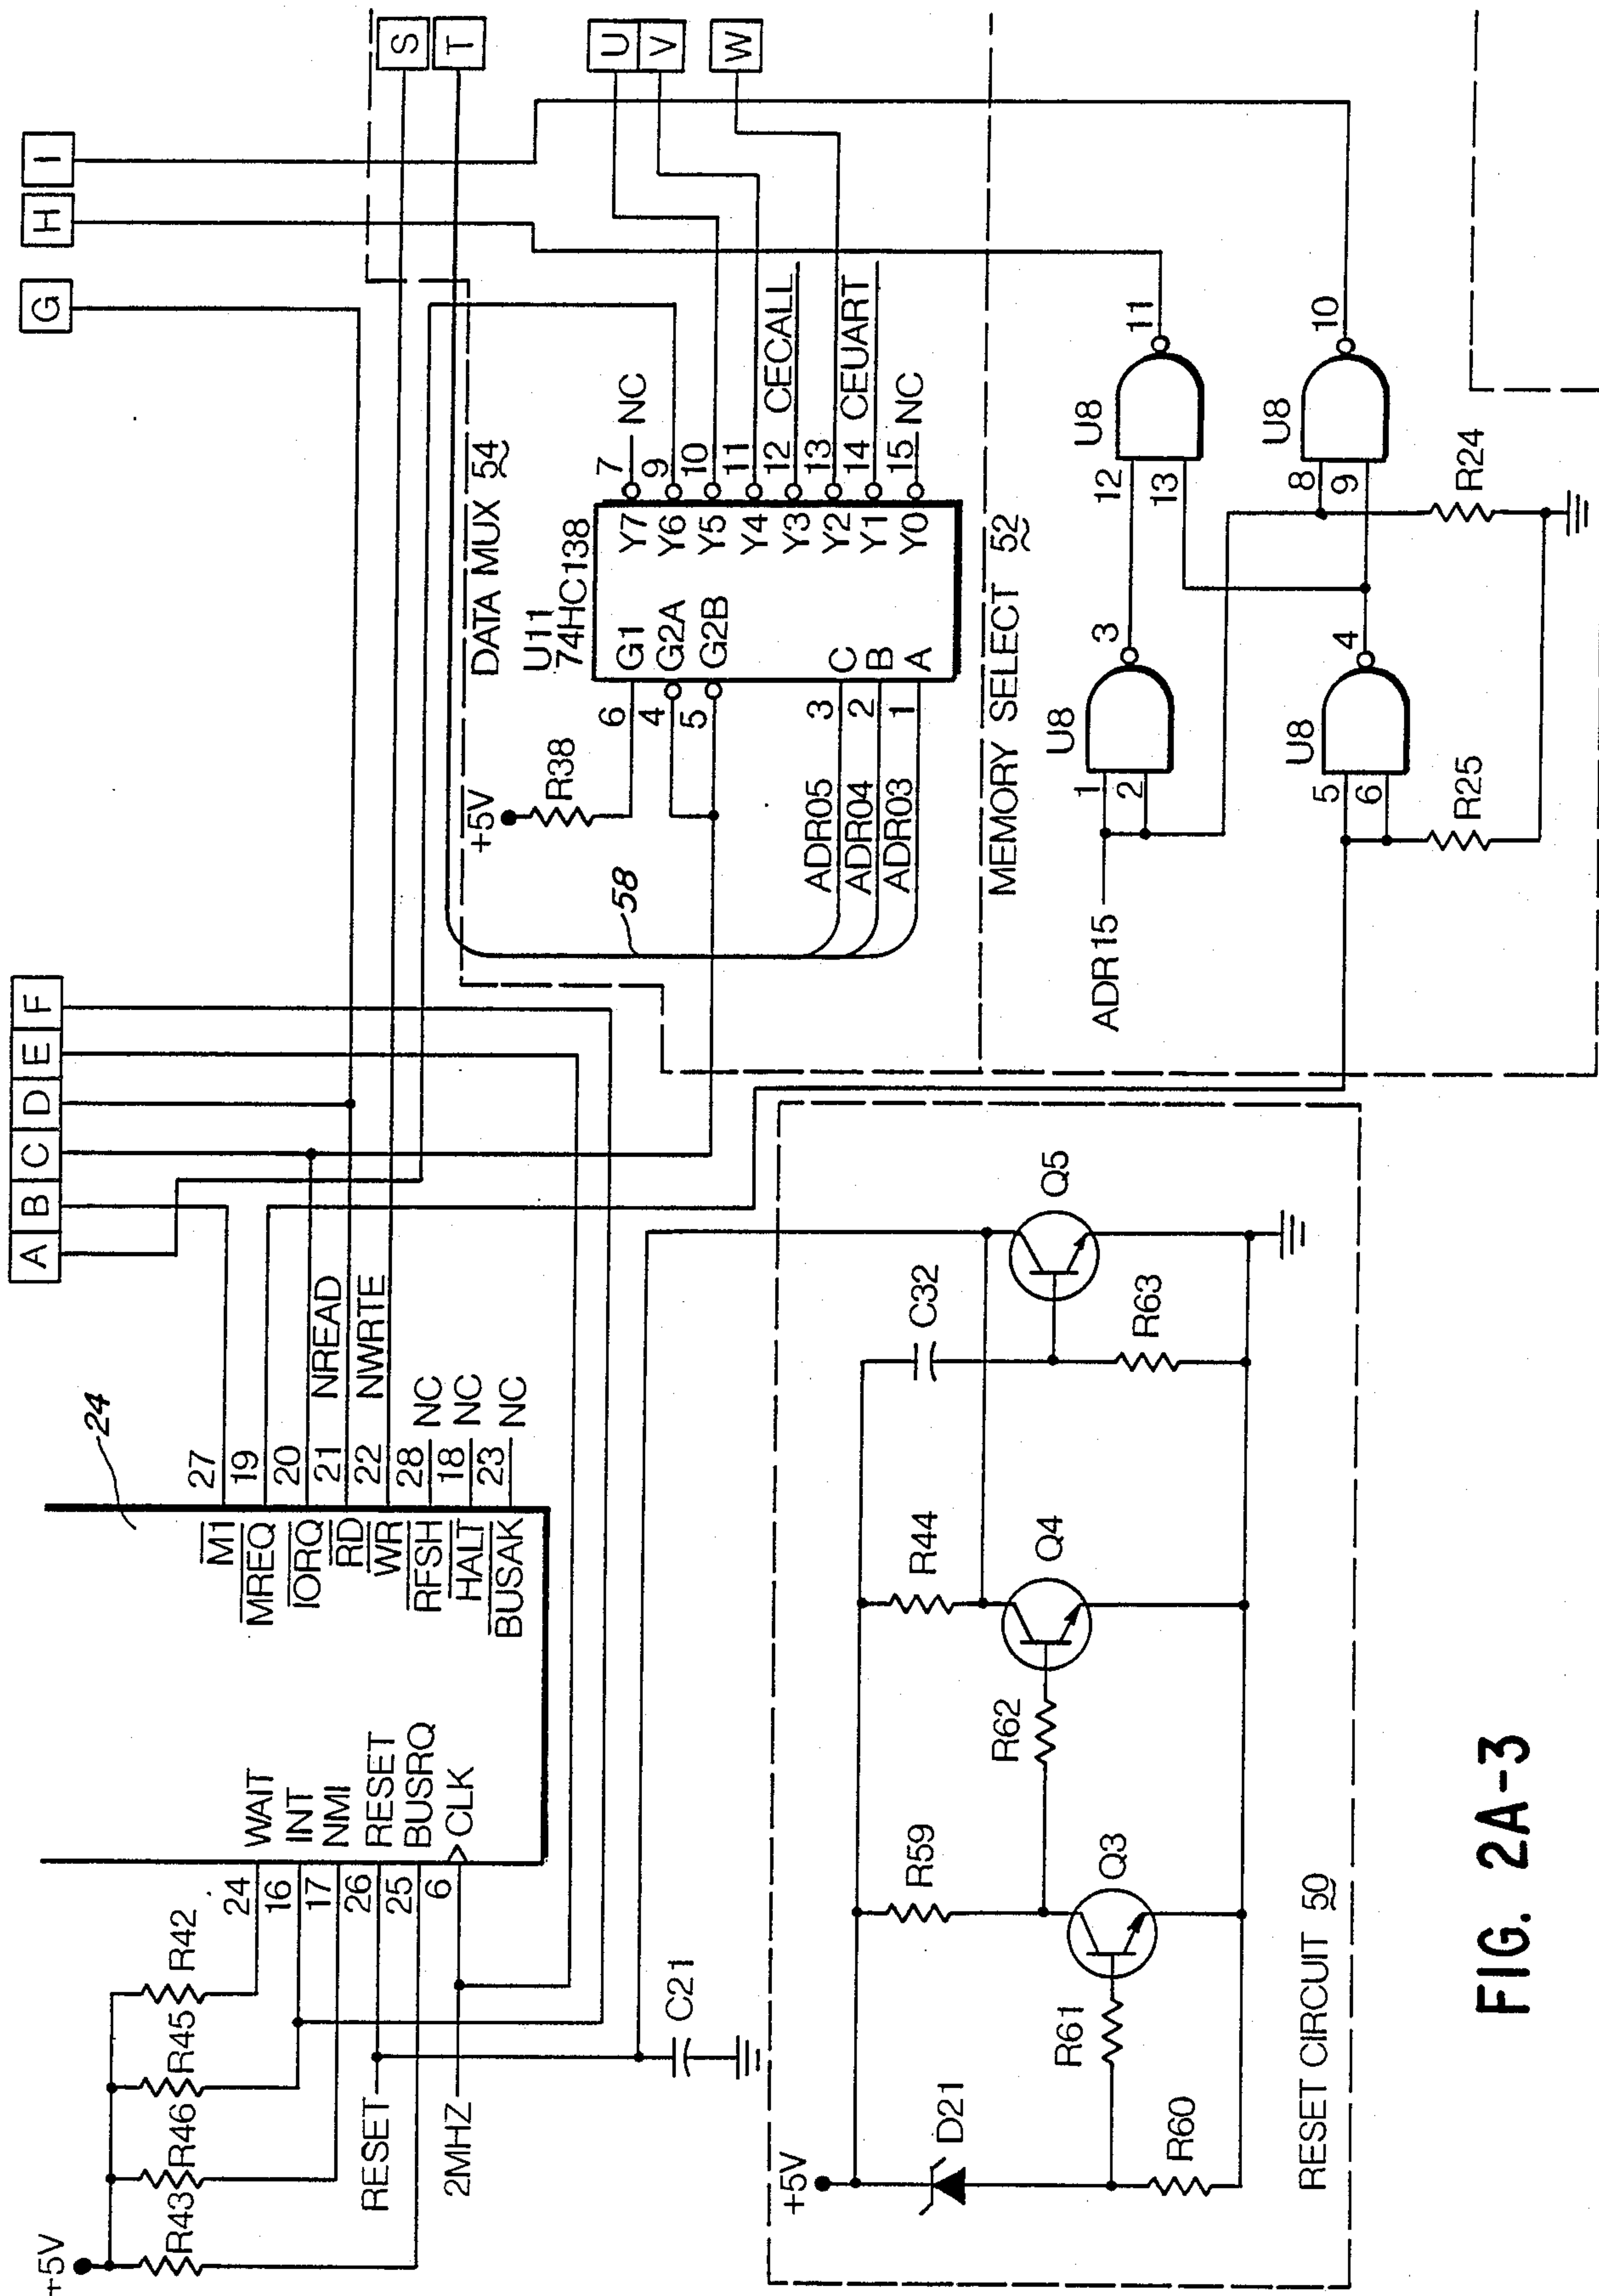 A B C D E F
G
H
I
S
T
U
V
W
24
+5V
R43
R46
R45
R42
24 WAIT
16 INT
17 NMI
26 RESET
25 BUSRQ
6 CLK
RESET
2MHZ
C21
M1 27
MREQ 19
IORQ 20
RD 21 NREAD
WR 22 NWRTE
RFSH 28 NC
HALT 18 NC
BUSAK 23 NC
DATA MUX 54
U11
74HC138
+5V
R38
6 G1
4 G2A
5 G2B
ADR05 3 C
ADR04 2 B
ADR03 1 A
Y7 7 NC
Y6 9
Y5 10
Y4 11
Y3 12 CECALL
Y2 13
Y1 14 CEUART
Y0 15 NC
58
MEMORY SELECT 52
ADR15
1
2
U8
3
12
13
U8
11
5
6
U8
4
8
9
U8
10
R25
R24
+5V
D21
R60
R61
Q3
R59
R62
Q4
R44
C32
R63
Q5
RESET CIRCUIT 50
FIG. 2A-3